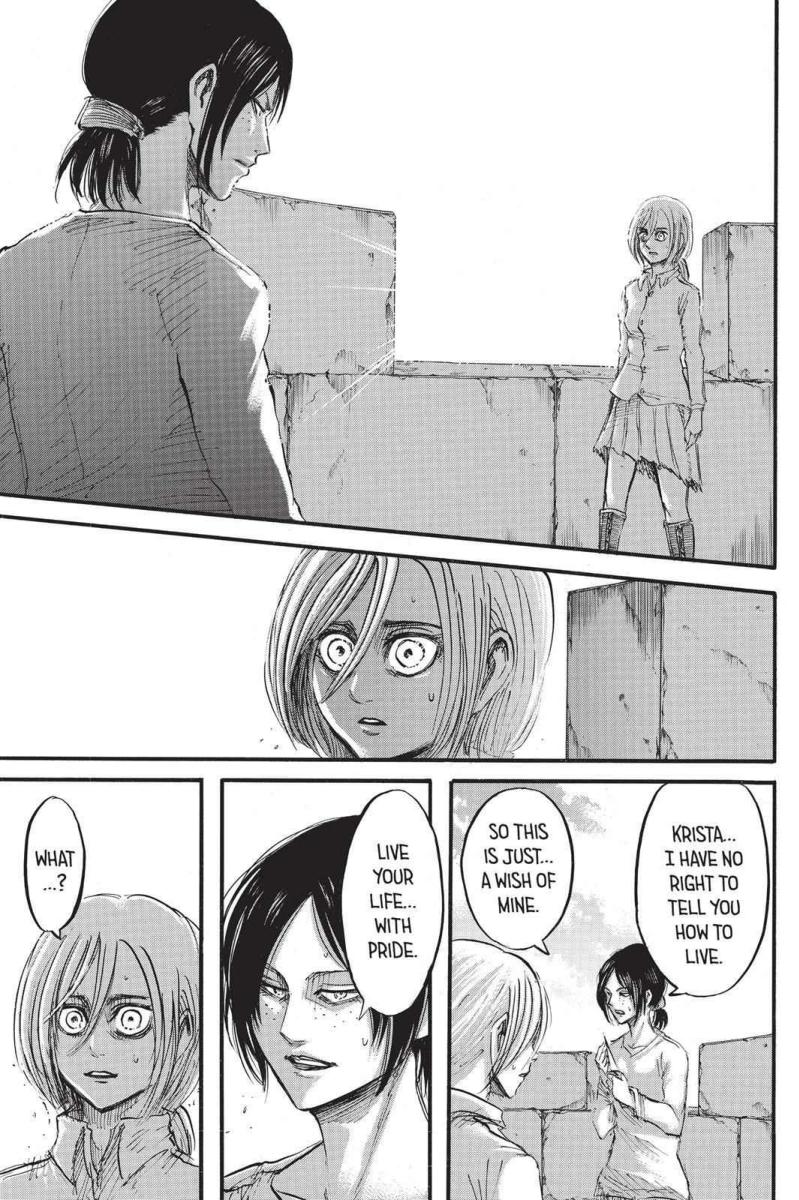 KRISTA...
I HAVE NO
RIGHT TO
TELL YOU
HOW TO
LIVE.
SO THIS
IS JUST...
A WISH OF
MINE.
LIVE
YOUR
LIFE...
WITH
PRIDE.
WHAT
...?